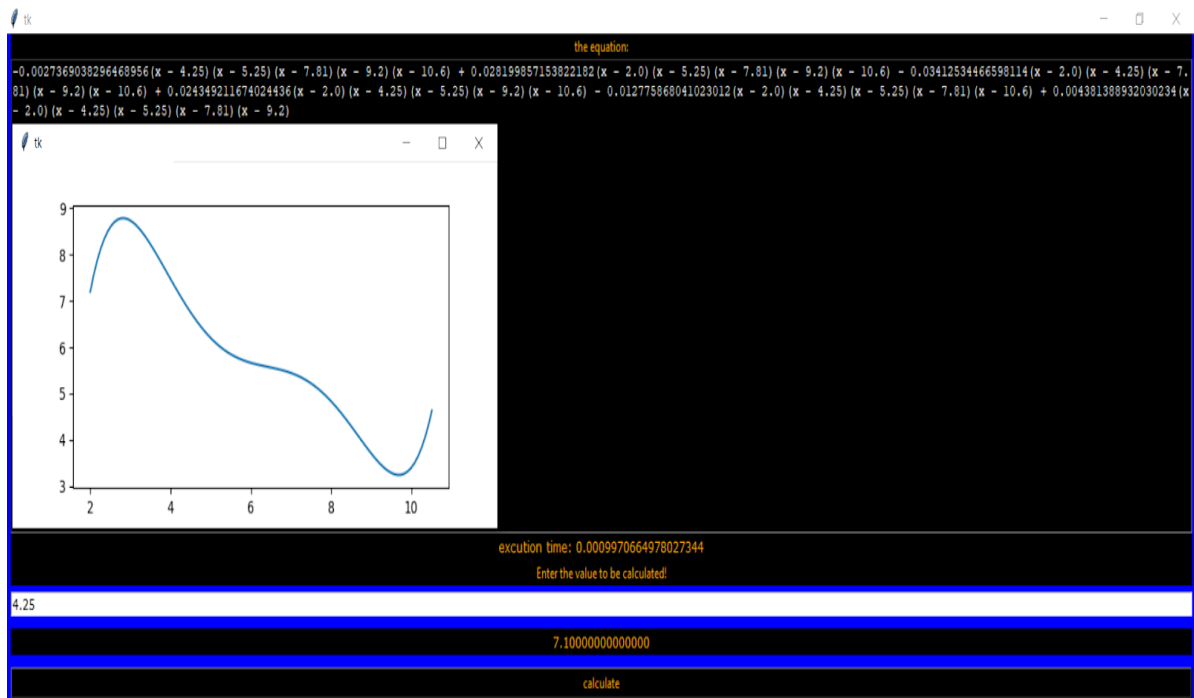 tk
the equation:
-0.0027369038296468956(x - 4.25)(x - 5.25)(x - 7.81)(x - 9.2)(x - 10.6) + 0.028199857153822182(x - 2.0)(x - 5.25)(x - 7.81)(x - 9.2)(x - 10.6) - 0.03412534466598114(x - 2.0)(x - 4.25)(x - 7.
81)(x - 9.2)(x - 10.6) + 0.024349211674024436(x - 2.0)(x - 4.25)(x - 5.25)(x - 9.2)(x - 10.6) - 0.012775868041023012(x - 2.0)(x - 4.25)(x - 5.25)(x - 7.81)(x - 10.6) + 0.004381388932030234(x
- 2.0)(x - 4.25)(x - 5.25)(x - 7.81)(x - 9.2)
tk
9
8
7
6
5
4
3
2 4 6 8 10
excution time: 0.0009970664978027344
Enter the value to be calculated!
4.25
7.10000000000000
calculate